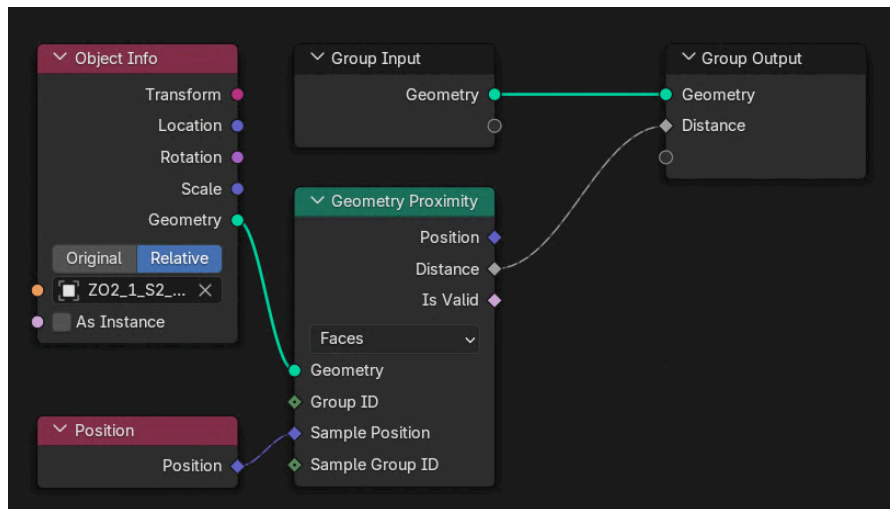 Object Info
Transform
Location
Rotation
Scale
Geometry
Original Relative
ZO2_1_S2_...
As Instance
Position
Position
Group Input
Geometry
Geometry Proximity
Position
Distance
Is Valid
Faces
Geometry
Group ID
Sample Position
Sample Group ID
Group Output
Geometry
Distance